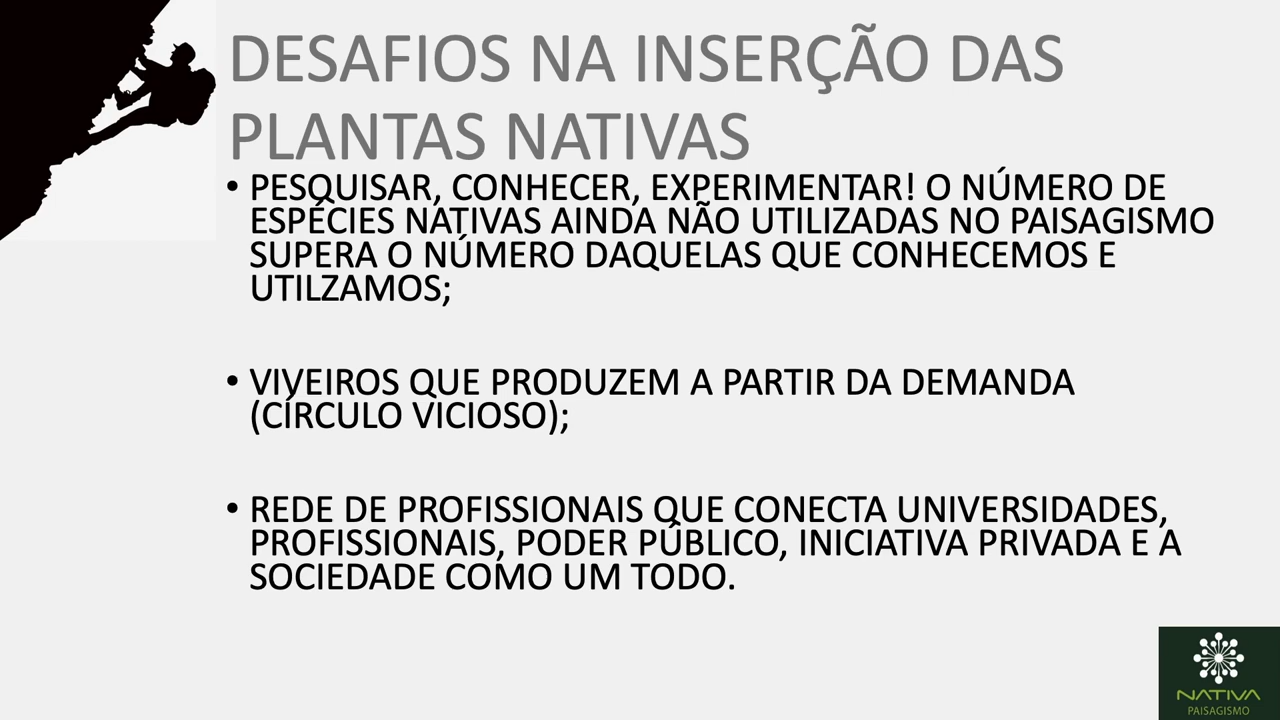 DESAFIOS NA INSERÇÃO DAS
PLANTAS NATIVAS
• PESQUISAR, CONHECER, EXPERIMENTAR! O NÚMERO DE
ESPÉCIES NATIVAS AINDA NÃO UTILIZADAS NO PAISAGISMO
SUPERA O NÚMERO DAQUELAS QUE CONHECEMOS E
UTILZAMOS;
• VIVEIROS QUE PRODUZEM A PARTIR DA DEMANDA
(CÍRCULO VICIOSO);
• REDE DE PROFISSIONAIS QUE CONECTA UNIVERSIDADES,
PROFISSIONAIS, PODER PÚBLICO, INICIATIVA PRIVADA E A
SOCIEDADE COMO UM TODO.
NATIVA
PAISAGISMO